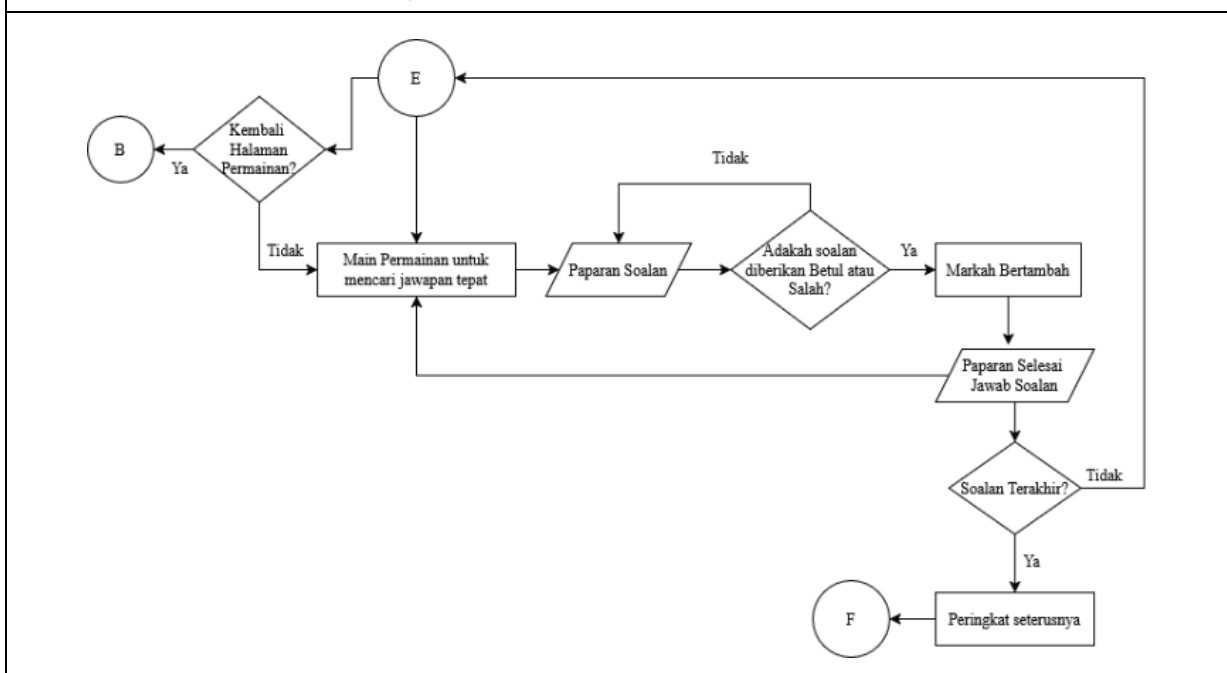 E
Kembali
Halaman
Permainan?
B
Ya
Tidak
Main Permainan untuk
mencari jawapan tepat
Paparan Soalan
Tidak
Adakah soalan
diberikan Betul atau
Salah?
Ya
Markah Bertambah
Paparan Selesai
Jawab Soalan
Soalan Terakhir?
Tidak
Ya
Peringkat seterusnya
F